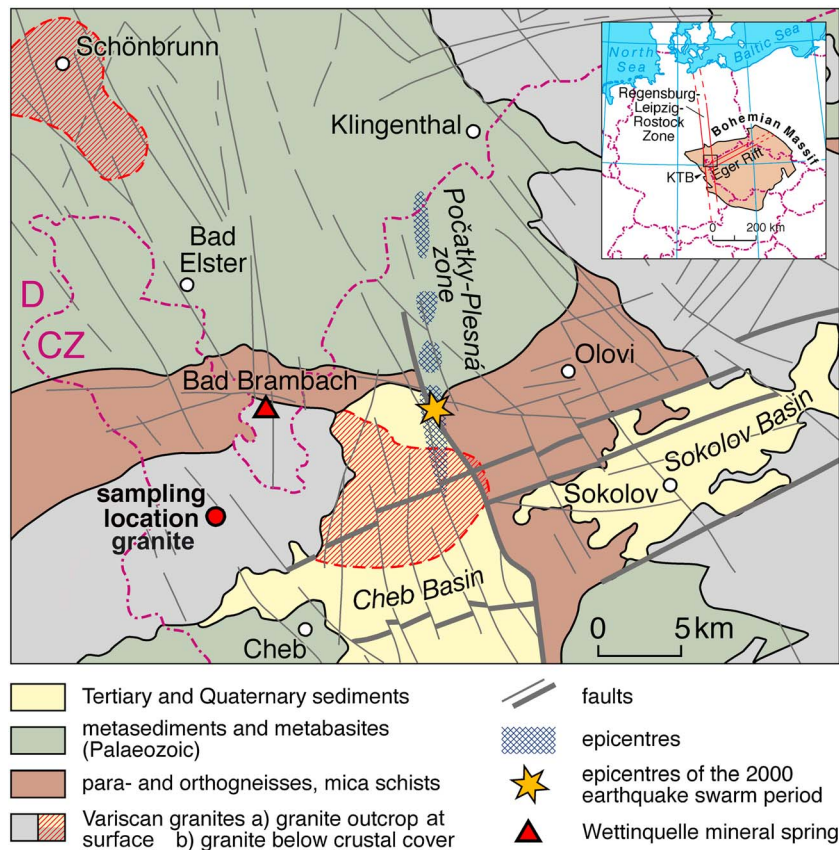 Schönbrunn
Klingenthal
Bad
Elster
D
CZ
Počatky-Plesná
zone
Bad Brambach
Olovi
sampling
location
granite
Sokolov
Sokolov Basin
Cheb Basin
Cheb
0 5 km
North
Sea
Baltic Sea
Regensburg-
Leipzig-
Rostock
Zone
Bohemian Massif
Eger Rift
KTB
0 200 km
Tertiary and Quaternary sediments
metasediments and metabasites
(Palaeozoic)
para- and orthogneisses, mica schists
Variscan granites a) granite outcrop at
surface b) granite below crustal cover
faults
epicentres
epicentres of the 2000
earthquake swarm period
Wettinquelle mineral spring